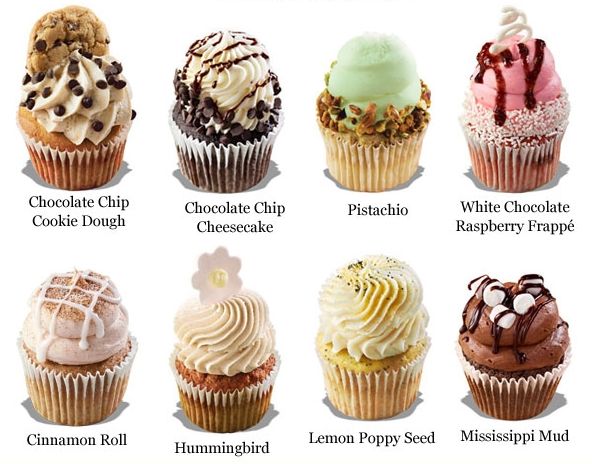 Chocolate Chip
Cookie Dough
Chocolate Chip
Cheesecake
Pistachio
White Chocolate
Raspberry Frappé
Cinnamon Roll
Hummingbird
Lemon Poppy Seed
Mississippi Mud